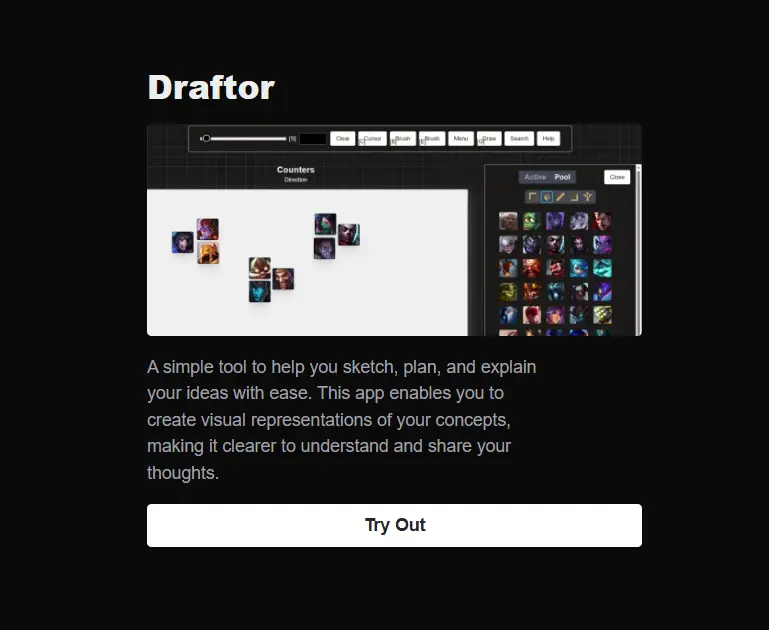 Draftor
[S] Clear Cursor [C] Brush [B] Brush [E] Menu Draw [D] Search Help
Counters
Direction
Active Pool Close
A simple tool to help you sketch, plan, and explain
your ideas with ease. This app enables you to
create visual representations of your concepts,
making it clearer to understand and share your
thoughts.
Try Out